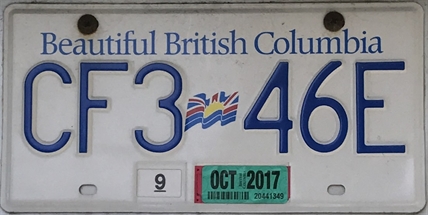 Beautiful British Columbia
CF3 46E
9 OCT 2017
20441349